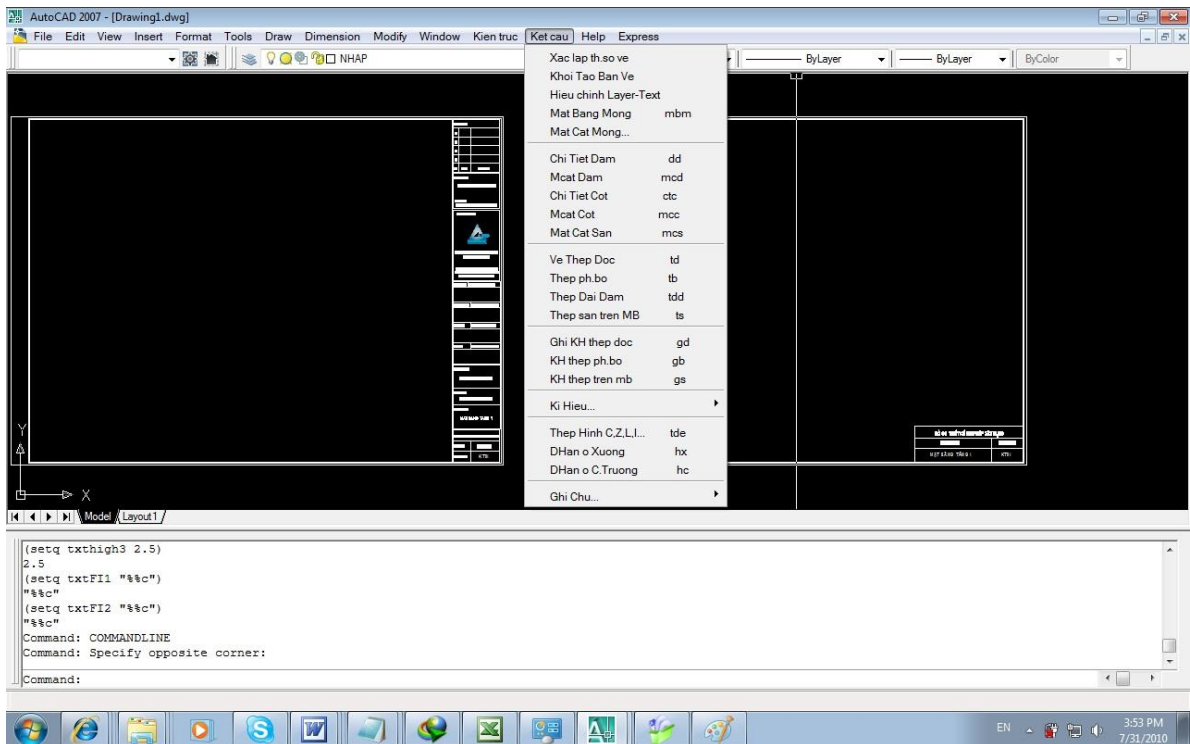 AutoCAD 2007 - [Drawing1.dwg]
File Edit View Insert Format Tools Draw Dimension Modify Window Kien truc Ket cau Help Express
NHAP ByLayer ByLayer ByColor
Xac lap th.so ve
Khoi Tao Ban Ve
Hieu chinh Layer-Text
Mat Bang Mong mbm
Mat Cat Mong...
Chi Tiet Dam dd
Mcat Dam mcd
Chi Tiet Cot ctc
Mcat Cot mcc
Mat Cat San mcs
Ve Thep Doc td
Thep ph.bo tb
Thep Dai Dam tdd
Thep san tren MB ts
Ghi KH thep doc gd
KH thep ph.bo gb
KH thep tren mb gs
Ki Hieu...
Thep Hinh C,Z,L,I... tde
DHan o Xuong hx
DHan o C.Truong hc
Ghi Chu...
Y
X
Model Layout1
(setq txthigh3 2.5)
2.5
(setq txtFI1 "%%c")
"%%c"
(setq txtFI2 "%%c")
"%%c"
Command: COMMANDLINE
Command: Specify opposite corner:
Command:
EN 3:53 PM
7/31/2010